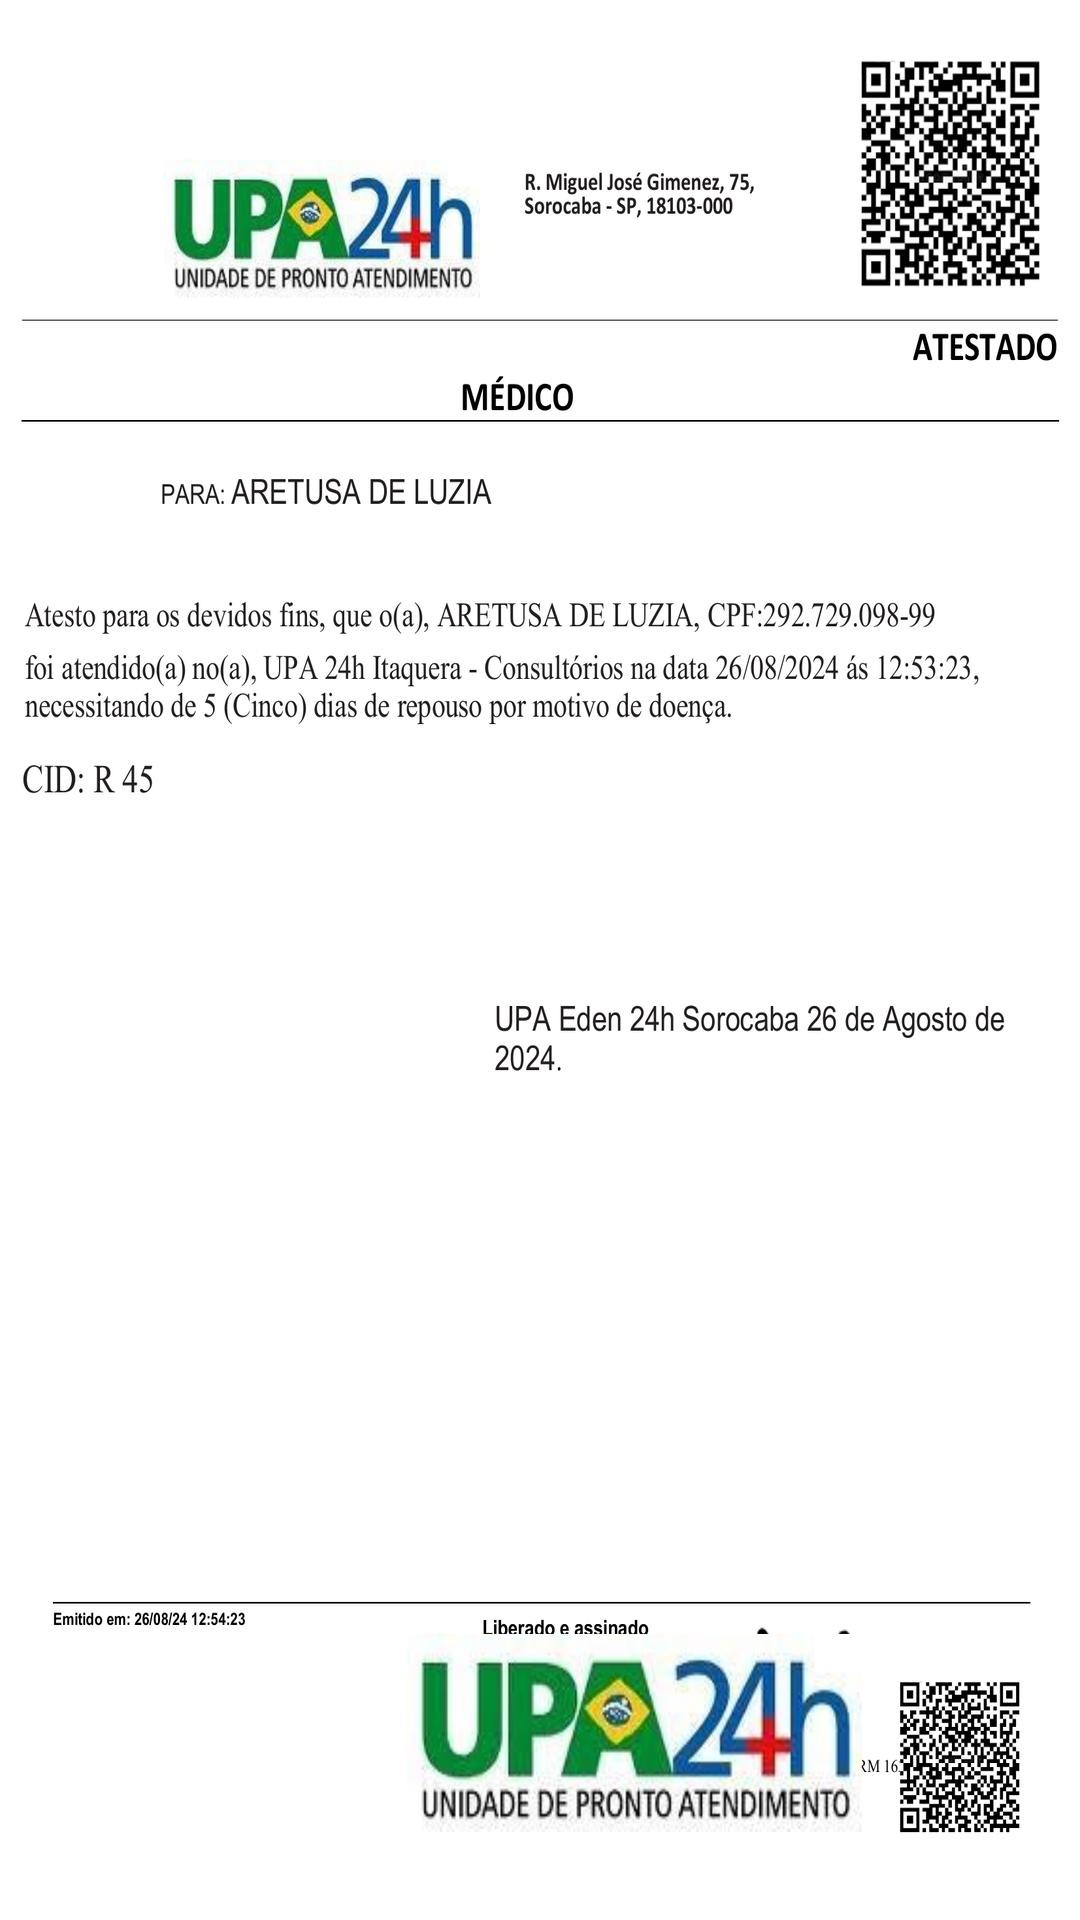 UPA24h
UNIDADE DE PRONTO ATENDIMENTO
R. Miguel José Gimenez, 75,
Sorocaba - SP, 18103-000
ATESTADO
MÉDICO
PARA: ARETUSA DE LUZIA
Atesto para os devidos fins, que o(a), ARETUSA DE LUZIA, CPF:292.729.098-99
foi atendido(a) no(a), UPA 24h Itaquera - Consultórios na data 26/08/2024 ás 12:53:23,
necessitando de 5 (Cinco) dias de repouso por motivo de doença.
CID: R 45
UPA Eden 24h Sorocaba 26 de Agosto de
2024.
Emitido em: 26/08/24 12:54:23
Liberado e assinado
UPA24h
UNIDADE DE PRONTO ATENDIMENTO